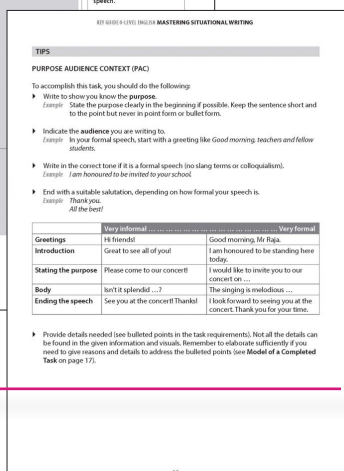 speech.
KEY GUIDE O-LEVEL ENGLISH MASTERING SITUATIONAL WRITING
TIPS
PURPOSE AUDIENCE CONTEXT (PAC)
To accomplish this task, you should do the following:
Write to show you know the purpose.
Example State the purpose clearly in the beginning if possible. Keep the sentence short and
to the point but never in point form or bullet form.
Indicate the audience you are writing to.
Example In your formal speech, start with a greeting like Good morning, teachers and fellow
students.
Write in the correct tone if it is a formal speech (no slang terms or colloquialism).
Example I am honoured to be invited to your school.
End with a suitable salutation, depending on how formal your speech is.
Example Thank you.
All the best!
Very informal ... ... ... ... ... ... ... ... ... ... ... ... Very formal
Greetings Hi friends! Good morning, Mr Raja.
Introduction Great to see all of you! I am honoured to be standing here
today.
Stating the purpose Please come to our concert! I would like to invite you to our
concert on ...
Body Isn't it splendid ...? The singing is melodious ...
Ending the speech See you at the concert! Thanks! I look forward to seeing you at the
concert. Thank you for your time.
Provide details needed (see bulleted points in the task requirements). Not all the details can
be found in the given information and visuals. Remember to elaborate sufficiently if you
need to give reasons and details to address the bulleted points (see Model of a Completed
Task on page 17).